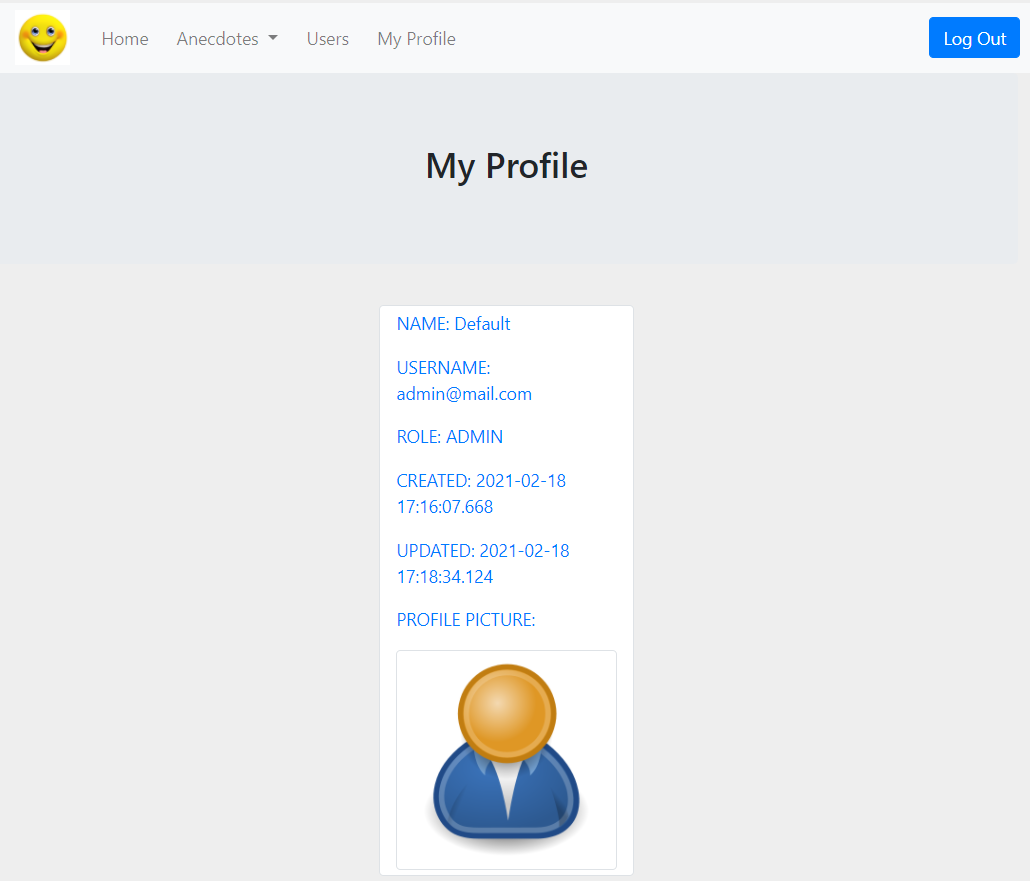 Home Anecdotes Users My Profile Log Out
My Profile
NAME: Default
USERNAME:
admin@mail.com
ROLE: ADMIN
CREATED: 2021-02-18
17:16:07.668
UPDATED: 2021-02-18
17:18:34.124
PROFILE PICTURE: